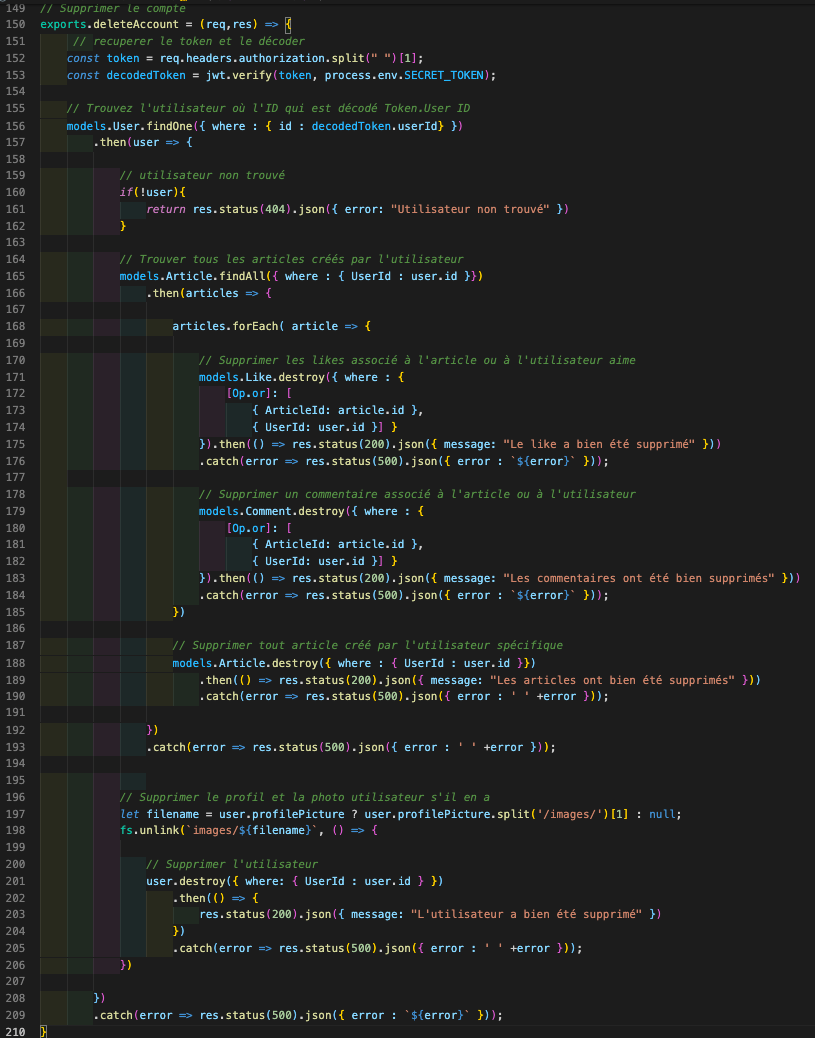 149 // Supprimer le compte
150 exports.deleteAccount = (req,res) => {
151 // recuperer le token et le décoder
152 const token = req.headers.authorization.split(" ")[1];
153 const decodedToken = jwt.verify(token, process.env.SECRET_TOKEN);
154
155 // Trouvez l'utilisateur où l'ID qui est décodé Token.User ID
156 models.User.findOne({ where : { id : decodedToken.userId} })
157 .then(user => {
158
159 // utilisateur non trouvé
160 if(!user){
161 return res.status(404).json({ error: "Utilisateur non trouvé" })
162 }
163
164 // Trouver tous les articles créés par l'utilisateur
165 models.Article.findAll({ where : { UserId : user.id }})
166 .then(articles => {
167
168 articles.forEach( article => {
169
170 // Supprimer les likes associé à l'article ou à l'utilisateur aime
171 models.Like.destroy({ where : {
172 [Op.or]: [
173 { ArticleId: article.id },
174 { UserId: user.id }] }
175 }).then(() => res.status(200).json({ message: "Le like a bien été supprimé" }))
176 .catch(error => res.status(500).json({ error : `${error}` }));
177
178 // Supprimer un commentaire associé à l'article ou à l'utilisateur
179 models.Comment.destroy({ where : {
180 [Op.or]: [
181 { ArticleId: article.id },
182 { UserId: user.id }] }
183 }).then(() => res.status(200).json({ message: "Les commentaires ont été bien supprimés" }))
184 .catch(error => res.status(500).json({ error : `${error}` }));
185 })
186
187 // Supprimer tout article créé par l'utilisateur spécifique
188 models.Article.destroy({ where : { UserId : user.id }})
189 .then(() => res.status(200).json({ message: "Les articles ont bien été supprimés" }))
190 .catch(error => res.status(500).json({ error : ' ' +error }));
191
192 })
193 .catch(error => res.status(500).json({ error : ' ' +error }));
194
195
196 // Supprimer le profil et la photo utilisateur s'il en a
197 let filename = user.profilePicture ? user.profilePicture.split('/images/')[1] : null;
198 fs.unlink(`images/${filename}`, () => {
199
200 // Supprimer l'utilisateur
201 user.destroy({ where: { UserId : user.id } })
202 .then(() => {
203 res.status(200).json({ message: "L'utilisateur a bien été supprimé" })
204 })
205 .catch(error => res.status(500).json({ error : ' ' +error }));
206 })
207
208 })
209 .catch(error => res.status(500).json({ error : `${error}` }));
210 }